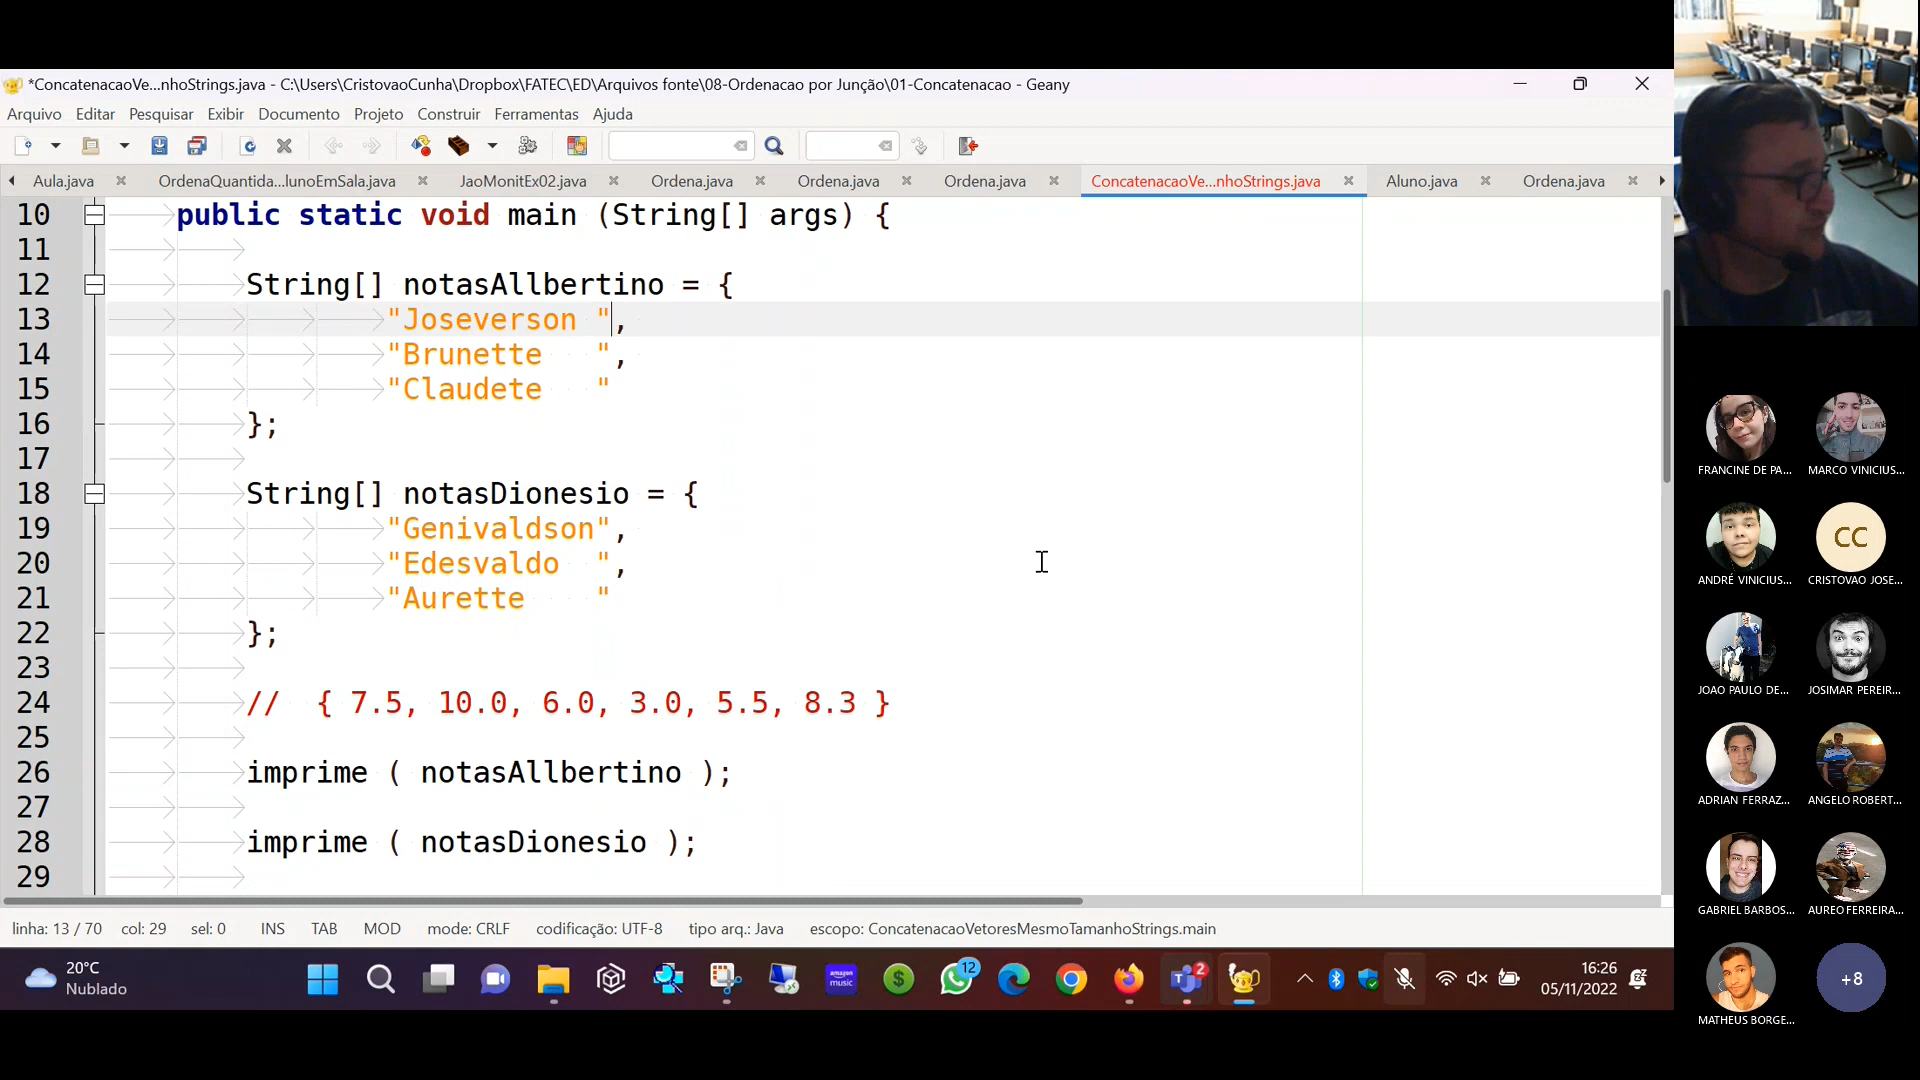 *ConcatenacaoVe...nhoStrings.java - C:\Users\CristovaoCunha\Dropbox\FATEC\ED\Arquivos fonte\08-Ordenacao por Junção\01-Concatenacao - Geany
Arquivo Editar Pesquisar Exibir Documento Projeto Construir Ferramentas Ajuda
Aula.java OrdenaQuantida...lunoEmSala.java JaoMonitEx02.java Ordena.java Ordena.java Ordena.java ConcatenacaoVe...nhoStrings.java Aluno.java Ordena.java
10 public static void main (String[] args) {
11
12 String[] notasAllbertino = {
13 "Joseverson ",
14 "Brunette   ",
15 "Claudete   "
16 };
17
18 String[] notasDionesio = {
19 "Genivaldson",
20 "Edesvaldo  ",
21 "Aurette    "
22 };
23
24 //  { 7.5, 10.0, 6.0, 3.0, 5.5, 8.3 }
25
26 imprime ( notasAllbertino );
27
28 imprime ( notasDionesio );
29
linha: 13 / 70 col: 29 sel: 0 INS TAB MOD mode: CRLF codificação: UTF-8 tipo arq.: Java escopo: ConcatenacaoVetoresMesmoTamanhoStrings.main
20°C
Nublado
amazon music
$
12
2
16:26
05/11/2022
FRANCINE DE PA... MARCO VINICIUS...
CC
ANDRÉ VINICIUS... CRISTOVAO JOSE...
JOAO PAULO DE... JOSIMAR PEREIR...
ADRIAN FERRAZ... ANGELO ROBERT...
GABRIEL BARBOS... AUREO FERREIRA...
+8
MATHEUS BORGE...